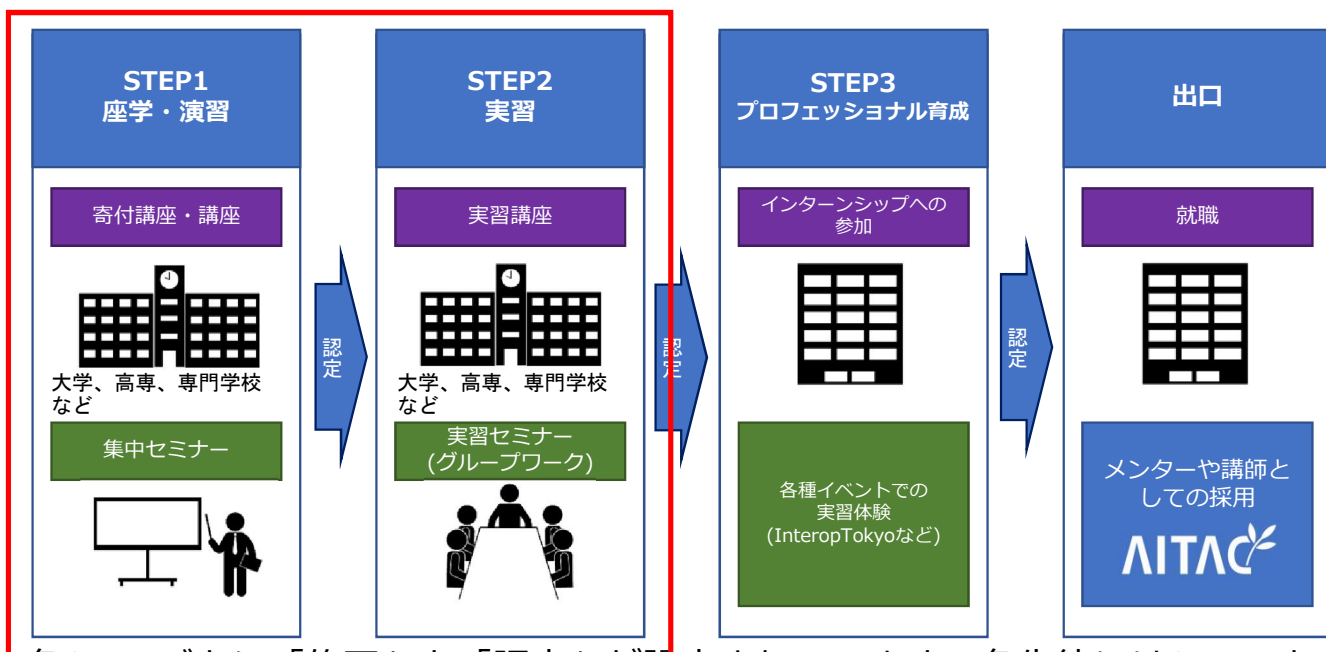 STEP1
座学・演習
寄付講座・講座
大学、高専、専門学校
など
集中セミナー
認定
STEP2
実習
実習講座
大学、高専、専門学校
など
実習セミナー
(グループワーク)
認定
STEP3
プロフェッショナル育成
インターンシップへの
参加
各種イベントでの
実習体験
(InteropTokyoなど)
認定
出口
就職
メンターや講師と
しての採用
AITAC